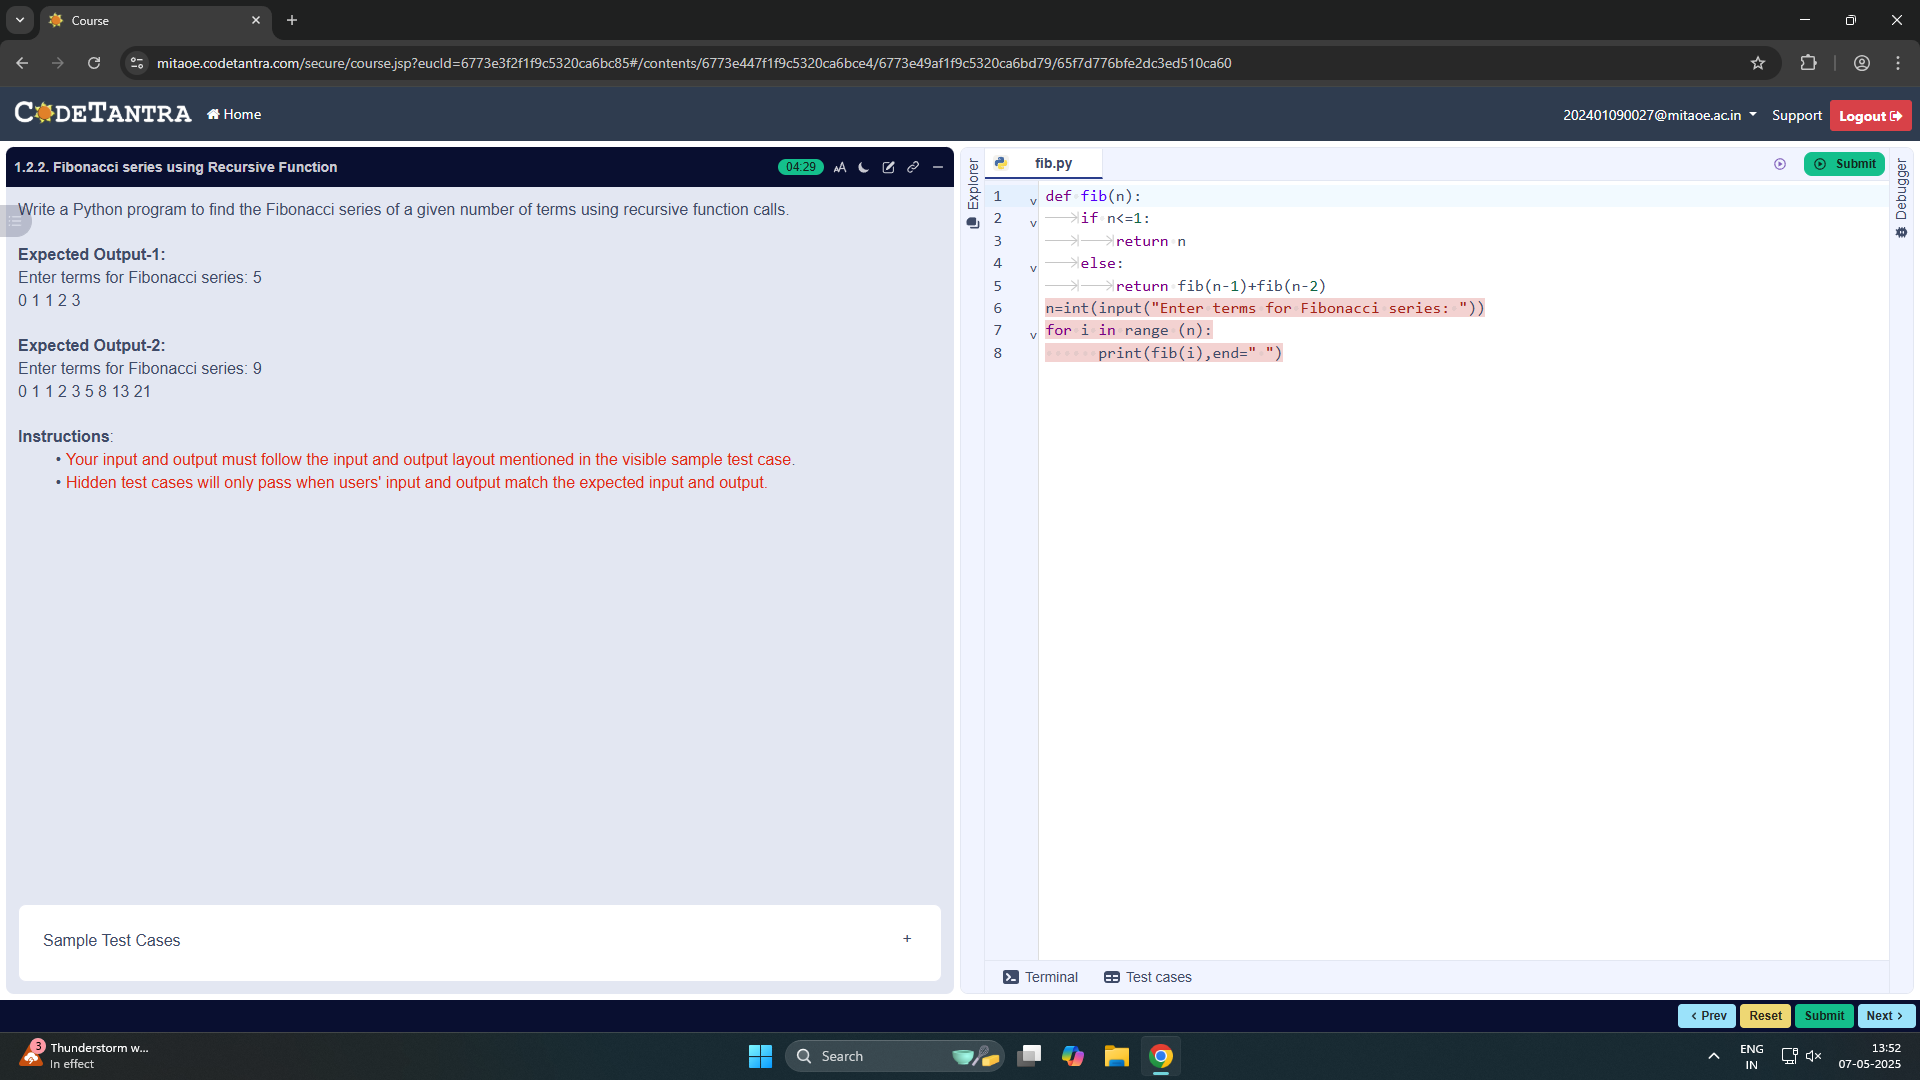 Course
mitaoe.codetantra.com/secure/course.jsp?eucId=6773e3f2f1f9c5320ca6bc85#/contents/6773e447f1f9c5320ca6bce4/6773e49af1f9c5320ca6bd79/65f7d776bfe2dc3ed510ca60
CODETANTRA
Home
202401090027@mitaoe.ac.in
Support
Logout
1.2.2. Fibonacci series using Recursive Function
04:29
AA
Write a Python program to find the Fibonacci series of a given number of terms using recursive function calls.
Expected Output-1:
Enter terms for Fibonacci series: 5
0 1 1 2 3
Expected Output-2:
Enter terms for Fibonacci series: 9
0 1 1 2 3 5 8 13 21
Instructions:
• Your input and output must follow the input and output layout mentioned in the visible sample test case.
• Hidden test cases will only pass when users' input and output match the expected input and output.
Sample Test Cases
+
Explorer
fib.py
Submit
Debugger
1 def fib(n):
2 if n<=1:
3 return n
4 else:
5 return fib(n-1)+fib(n-2)
6 n=int(input("Enter terms for Fibonacci series: "))
7 for i in range (n):
8 print(fib(i),end=" ")
Terminal
Test cases
< Prev
Reset
Submit
Next >
3
Thunderstorm w...
In effect
Search
ENG
IN
13:52
07-05-2025